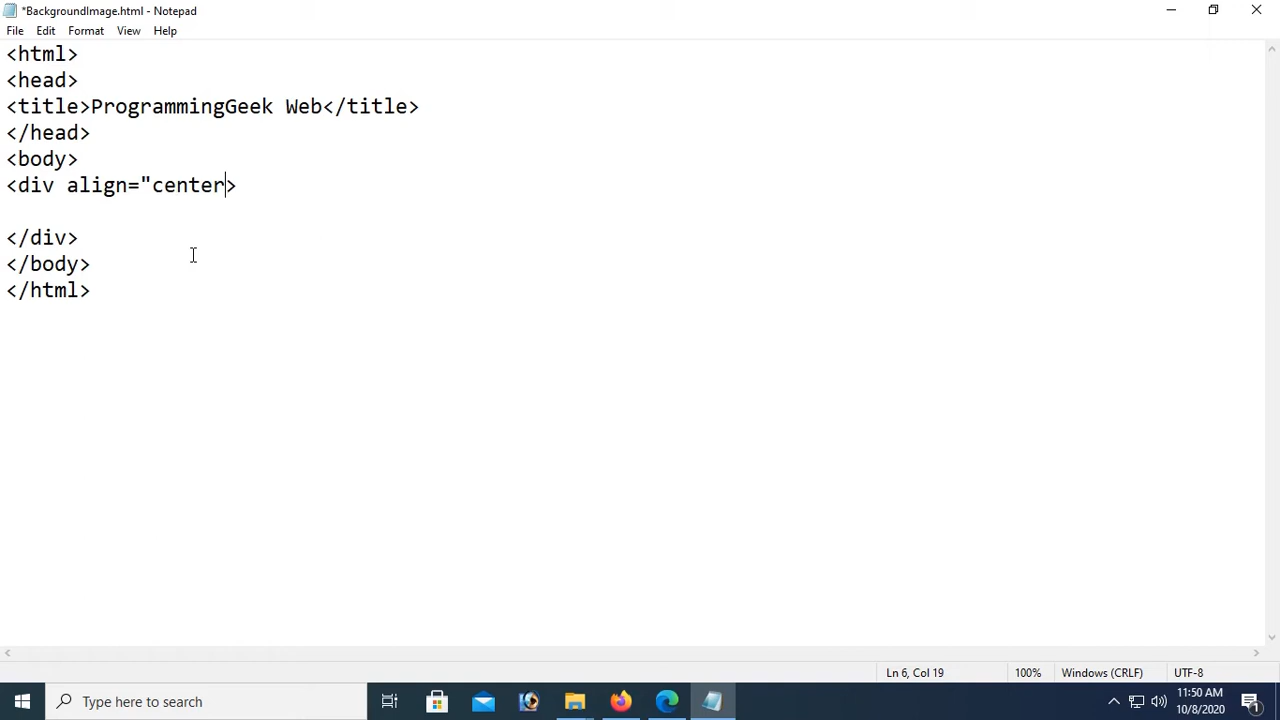 *BackgroundImage.html - Notepad
File Edit Format View Help
<html>
<head>
<title>ProgrammingGeek Web</title>
</head>
<body>
<div align="center>
</div>
</body>
</html>
Ln 6, Col 19 100% Windows (CRLF) UTF-8
Type here to search
11:50 AM
10/8/2020
1